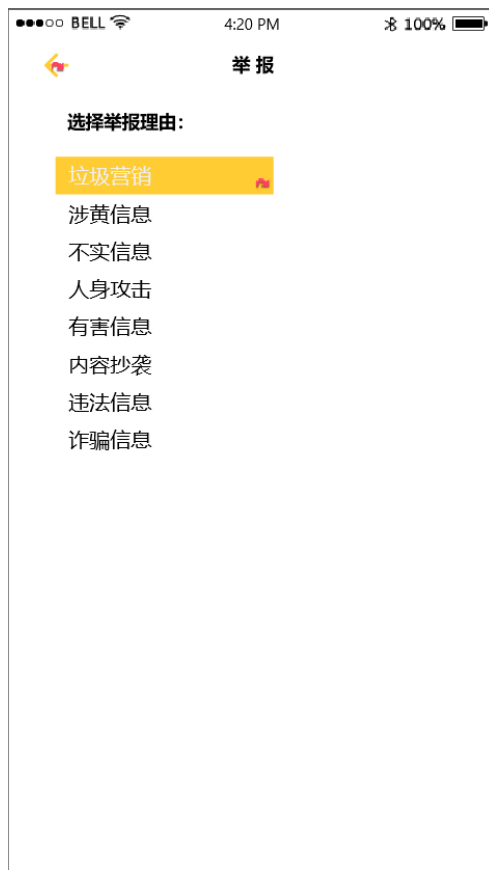 BELL 4:20 PM 100%
举 报
选择举报理由：
垃圾营销
涉黄信息
不实信息
人身攻击
有害信息
内容抄袭
违法信息
诈骗信息